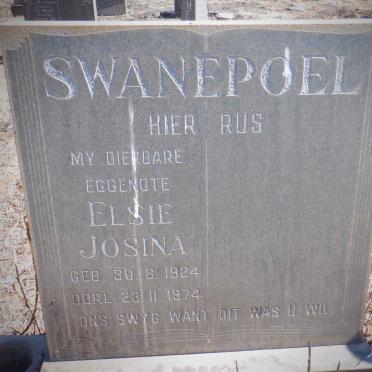 SWANEPOEL
HIER RUS
MY DIERBARE
EGGENOTE
ELSIE
JOSINA
GEB. 30. 8. 1924
OORL. 23. 11. 1974
ONS SWYG WANT DIT WAS U WIL.